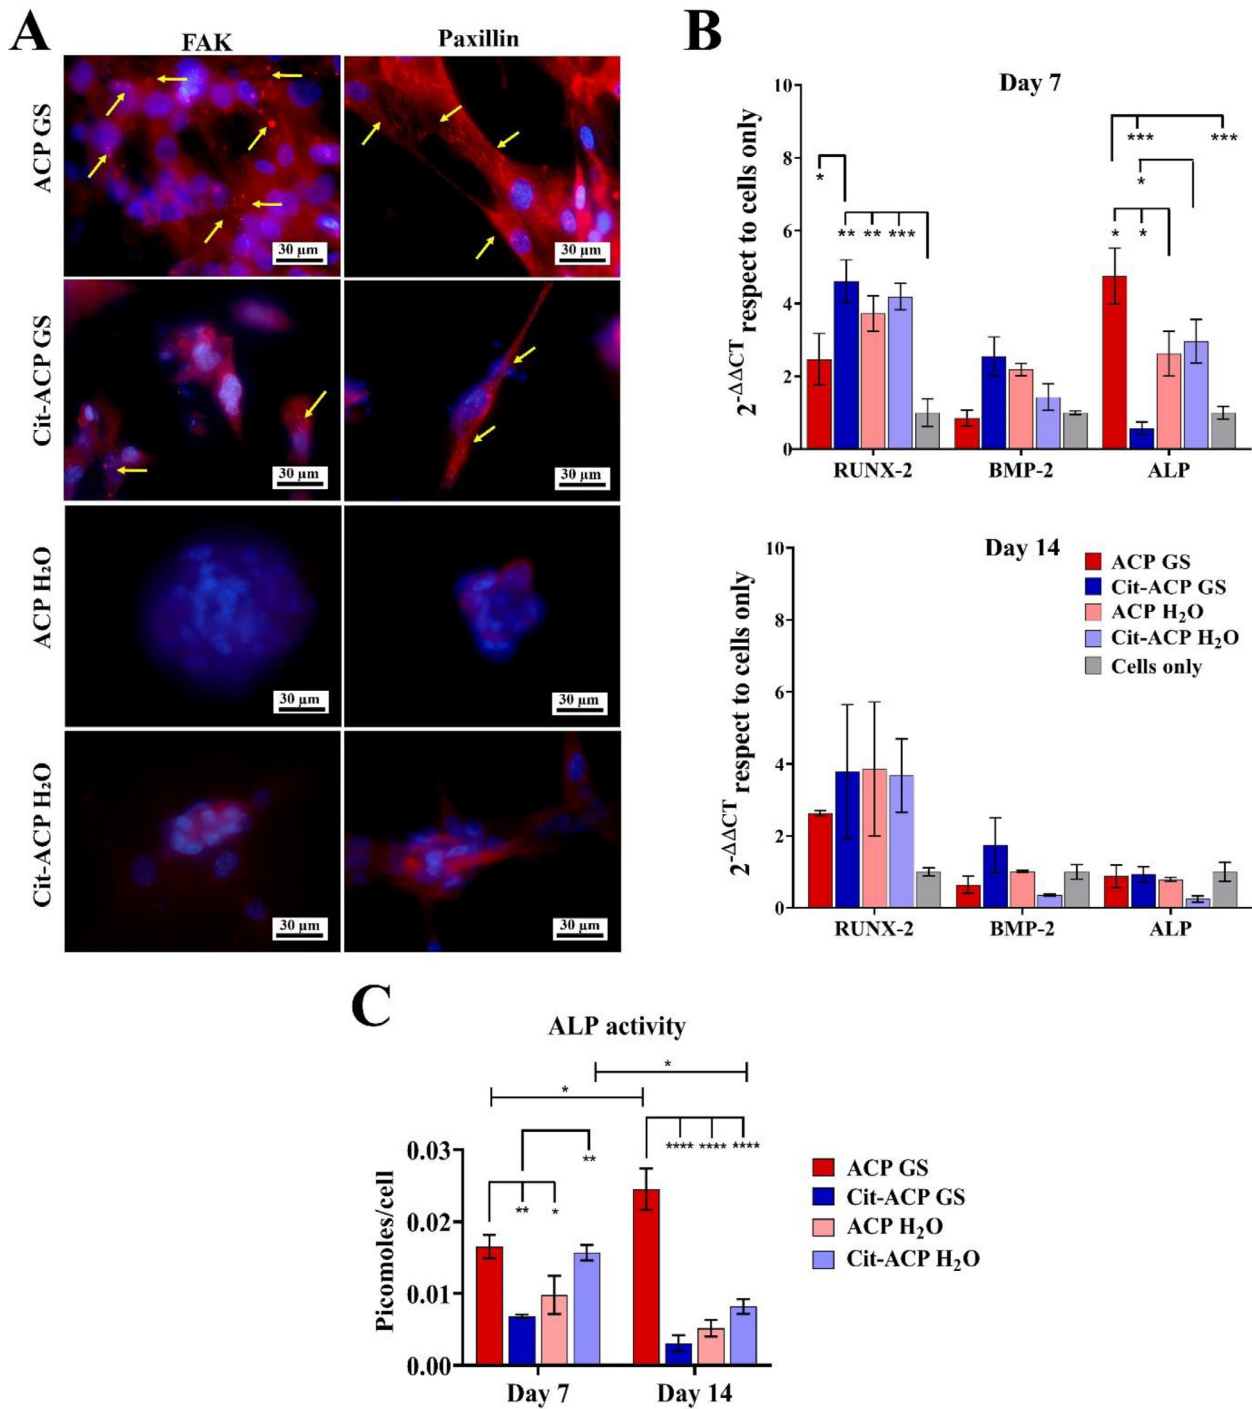 A
FAK
Paxillin
ACP GS
30 µm
30 µm
Cit-ACP GS
30 µm
30 µm
ACP H₂O
30 µm
30 µm
Cit-ACP H₂O
30 µm
30 µm
B
Day 7
2^-ΔΔCT respect to cells only
10
8
6
4
2
0
*
** ** ***
***
***
*
* *
RUNX-2 BMP-2 ALP
Day 14
2^-ΔΔCT respect to cells only
10
8
6
4
2
0
ACP GS
Cit-ACP GS
ACP H₂O
Cit-ACP H₂O
Cells only
RUNX-2 BMP-2 ALP
C
ALP activity
*
*
Picomoles/cell
0.03
0.02
0.01
0.00
**
*
**
**** **** ****
Day 7 Day 14
ACP GS
Cit-ACP GS
ACP H₂O
Cit-ACP H₂O